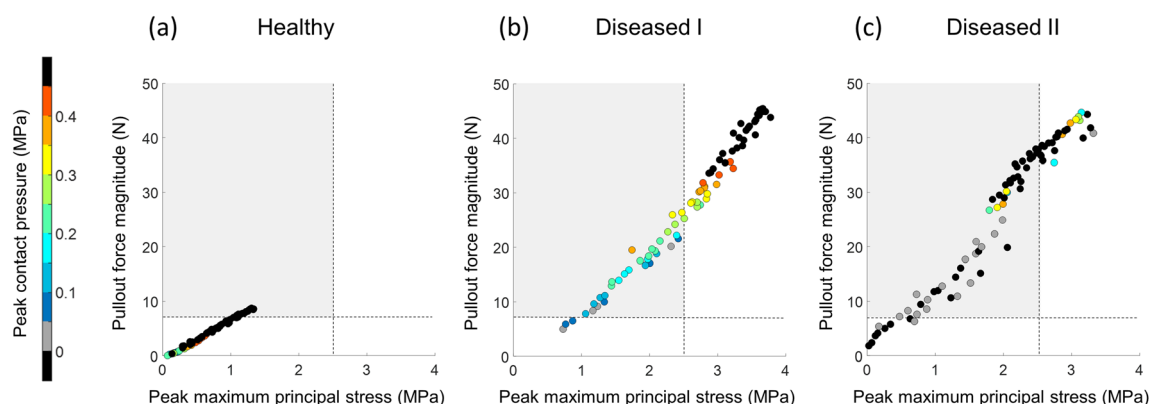 (a) Healthy
(b) Diseased I
(c) Diseased II
Peak contact pressure (MPa)
0.4
0.3
0.2
0.1
0
Pullout force magnitude (N)
50
40
30
20
10
0
0 1 2 3 4
Peak maximum principal stress (MPa)
Pullout force magnitude (N)
50
40
30
20
10
0
0 1 2 3 4
Peak maximum principal stress (MPa)
Pullout force magnitude (N)
50
40
30
20
10
0
0 1 2 3 4
Peak maximum principal stress (MPa)